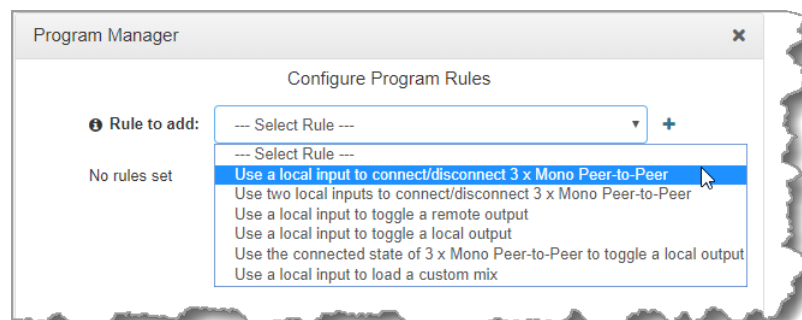 Program Manager
Configure Program Rules
Rule to add: --- Select Rule ---
--- Select Rule ---
No rules set
Use a local input to connect/disconnect 3 x Mono Peer-to-Peer
Use two local inputs to connect/disconnect 3 x Mono Peer-to-Peer
Use a local input to toggle a remote output
Use a local input to toggle a local output
Use the connected state of 3 x Mono Peer-to-Peer to toggle a local output
Use a local input to load a custom mix